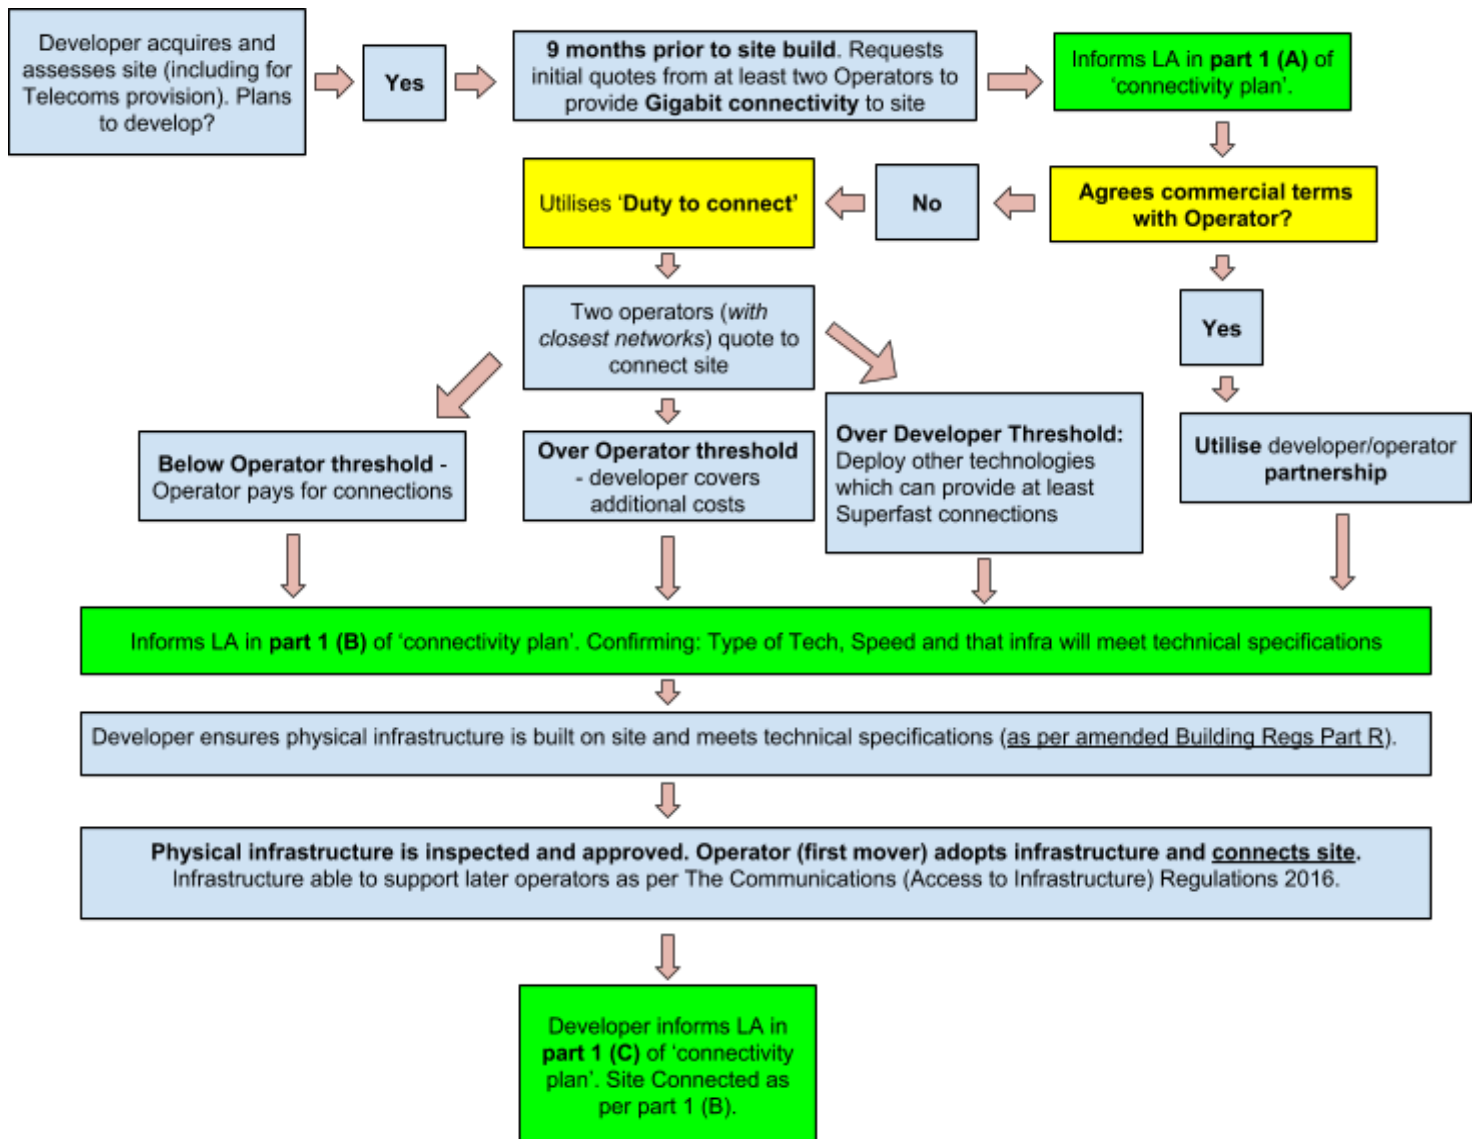 Developer acquires and
assesses site (including for
Telecoms provision). Plans
to develop?
Yes
9 months prior to site build. Requests
initial quotes from at least two Operators to
provide Gigabit connectivity to site
Informs LA in part 1 (A) of
‘connectivity plan’.
Agrees commercial terms
with Operator?
No
Utilises ‘Duty to connect’
Yes
Two operators (with
closest networks) quote to
connect site
Below Operator threshold -
Operator pays for connections
Over Operator threshold
- developer covers
additional costs
Over Developer Threshold:
Deploy other technologies
which can provide at least
Superfast connections
Utilise developer/operator
partnership
Informs LA in part 1 (B) of ‘connectivity plan’. Confirming: Type of Tech, Speed and that infra will meet technical specifications
Developer ensures physical infrastructure is built on site and meets technical specifications (as per amended Building Regs Part R).
Physical infrastructure is inspected and approved. Operator (first mover) adopts infrastructure and connects site.
Infrastructure able to support later operators as per The Communications (Access to Infrastructure) Regulations 2016.
Developer informs LA in
part 1 (C) of ‘connectivity
plan’. Site Connected as
per part 1 (B).